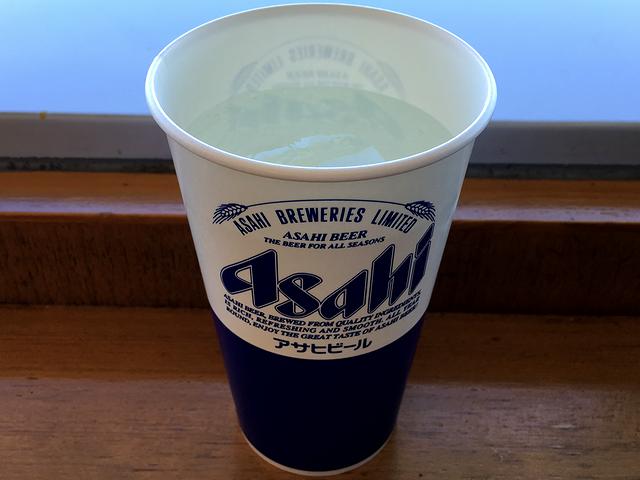 ASAHI BREWERIES LIMITED
ASAHI BEER
THE BEER FOR ALL SEASONS
Asahi
ASAHI BEER, BREWED FROM QUALITY INGREDIENTS
IS RICH, REFRESHING AND SMOOTH. ALL YEAR
ROUND, ENJOY THE GREAT TASTE OF ASAHI BEER.
アサヒビール